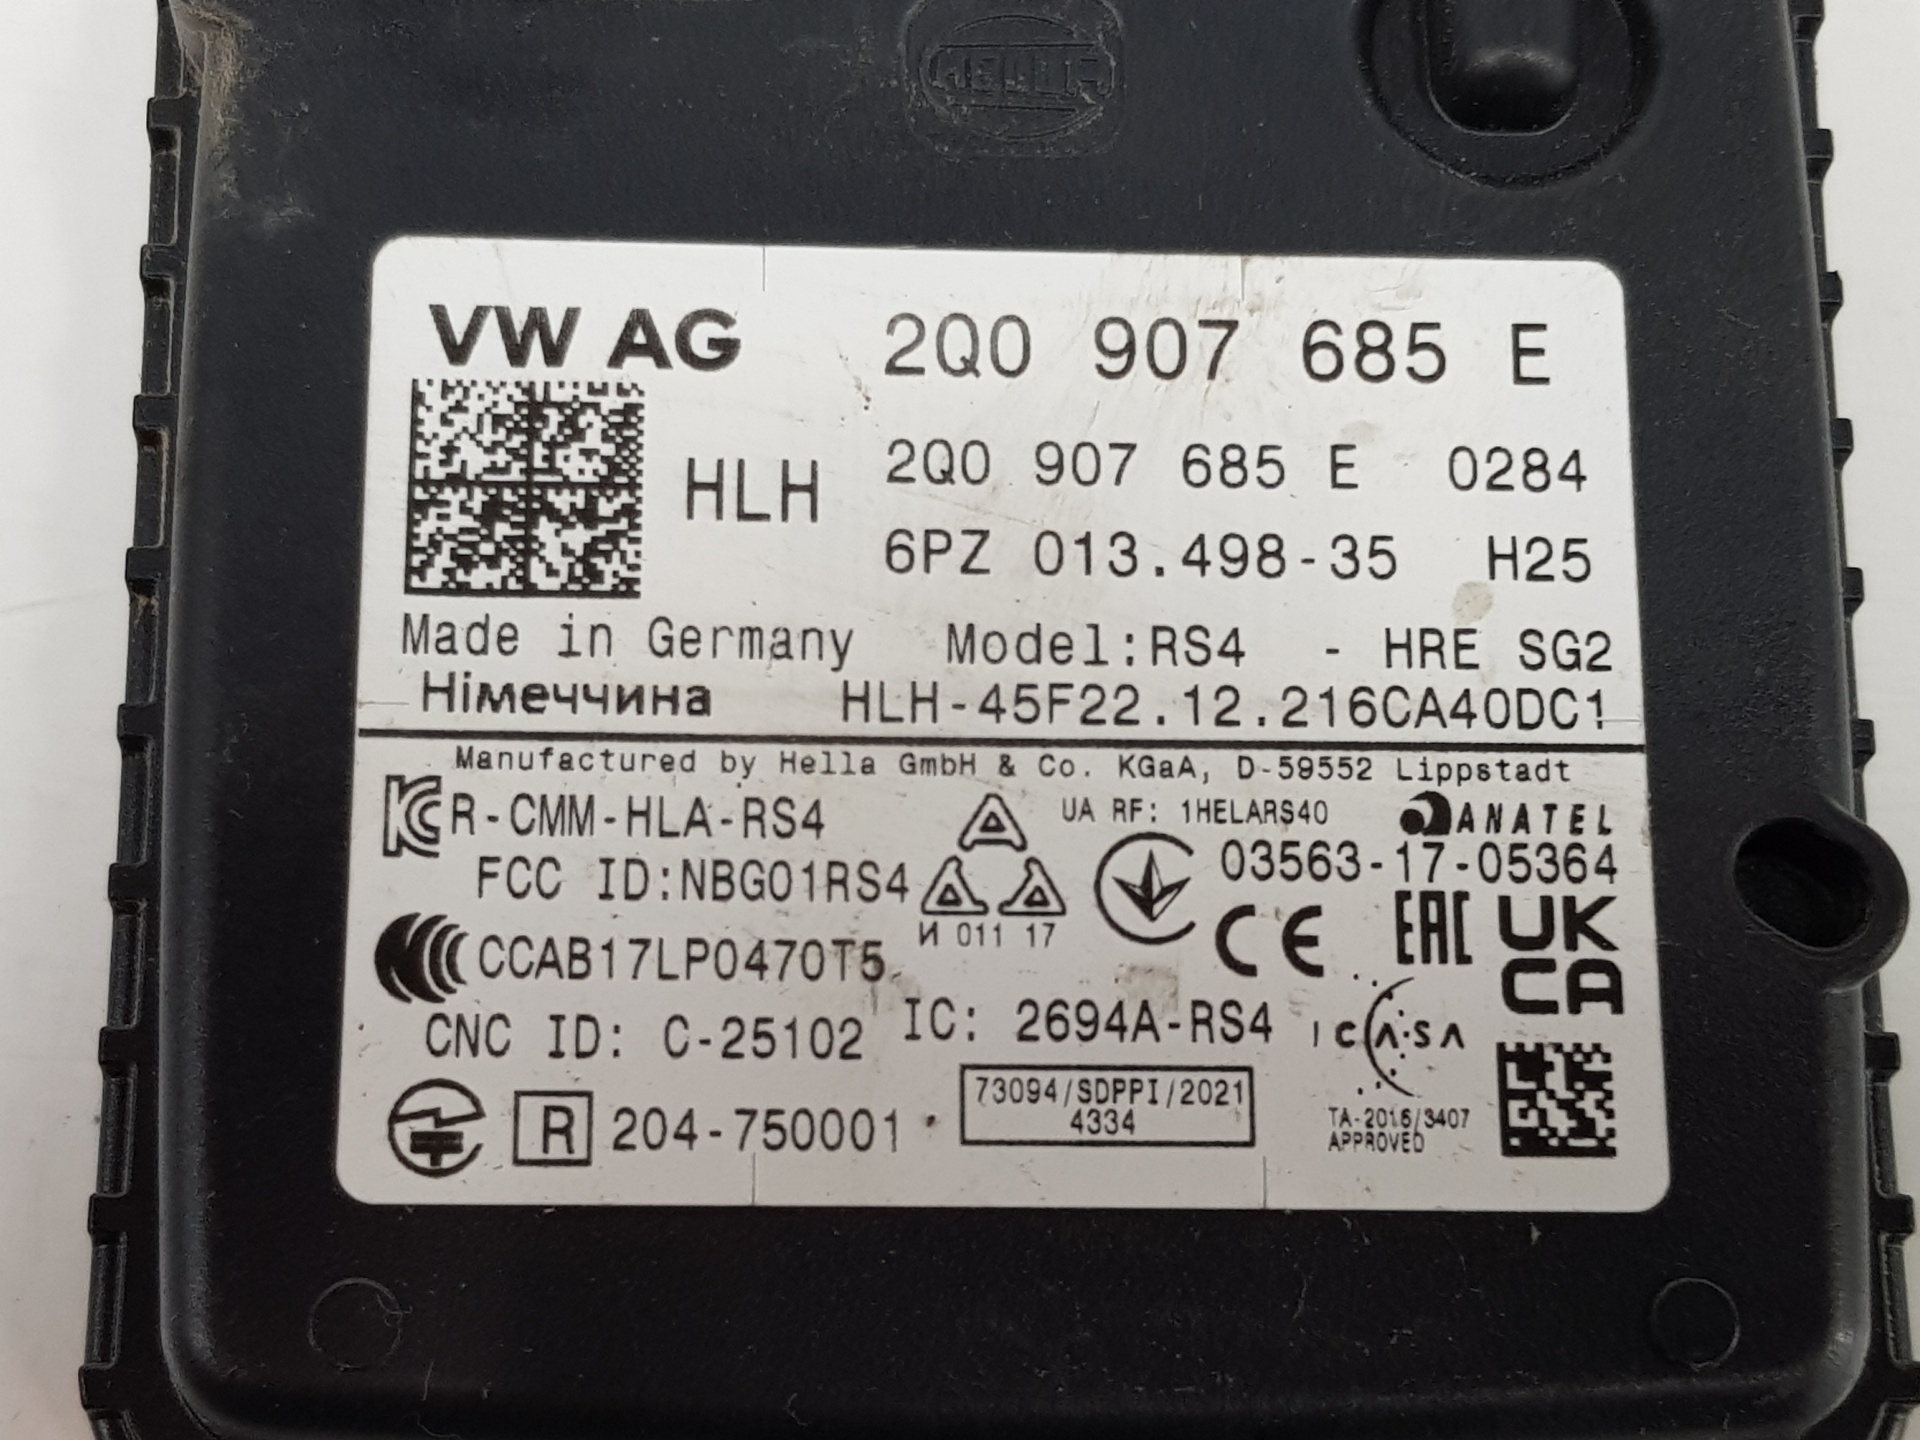 HELLA
VW AG 2Q0 907 685 E
HLH 2Q0 907 685 E 0284
6PZ 013.498-35 H25
Made in Germany Model:RS4 - HRE SG2
Німеччина HLH-45F22.12.216CA40DC1
Manufactured by Hella GmbH & Co. KGaA, D-59552 Lippstadt
R-CMM-HLA-RS4 UA RF: 1HELARS40 ANATEL
FCC ID:NBG01RS4 03563-17-05364
И 011 17 CE EAC UK
CA
CCAB17LP0470T5
CNC ID: C-25102 IC: 2694A-RS4 ICASA
R 204-750001 73094/SDPPI/2021
4334
TA-2016/3407
APPROVED